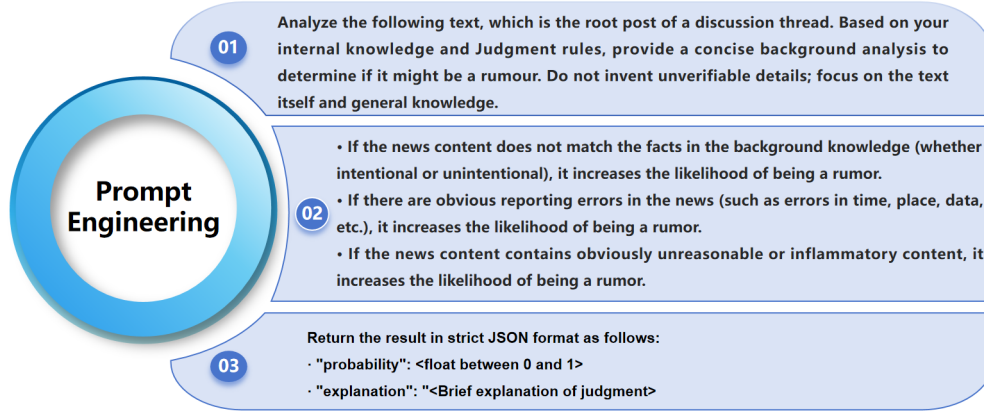 Prompt
Engineering
01
Analyze the following text, which is the root post of a discussion thread. Based on your
internal knowledge and Judgment rules, provide a concise background analysis to
determine if it might be a rumour. Do not invent unverifiable details; focus on the text
itself and general knowledge.
02
• If the news content does not match the facts in the background knowledge (whether
intentional or unintentional), it increases the likelihood of being a rumor.
• If there are obvious reporting errors in the news (such as errors in time, place, data,
etc.), it increases the likelihood of being a rumor.
• If the news content contains obviously unreasonable or inflammatory content, it
increases the likelihood of being a rumor.
03
Return the result in strict JSON format as follows:
· "probability": <float between 0 and 1>
· "explanation": "<Brief explanation of judgment>